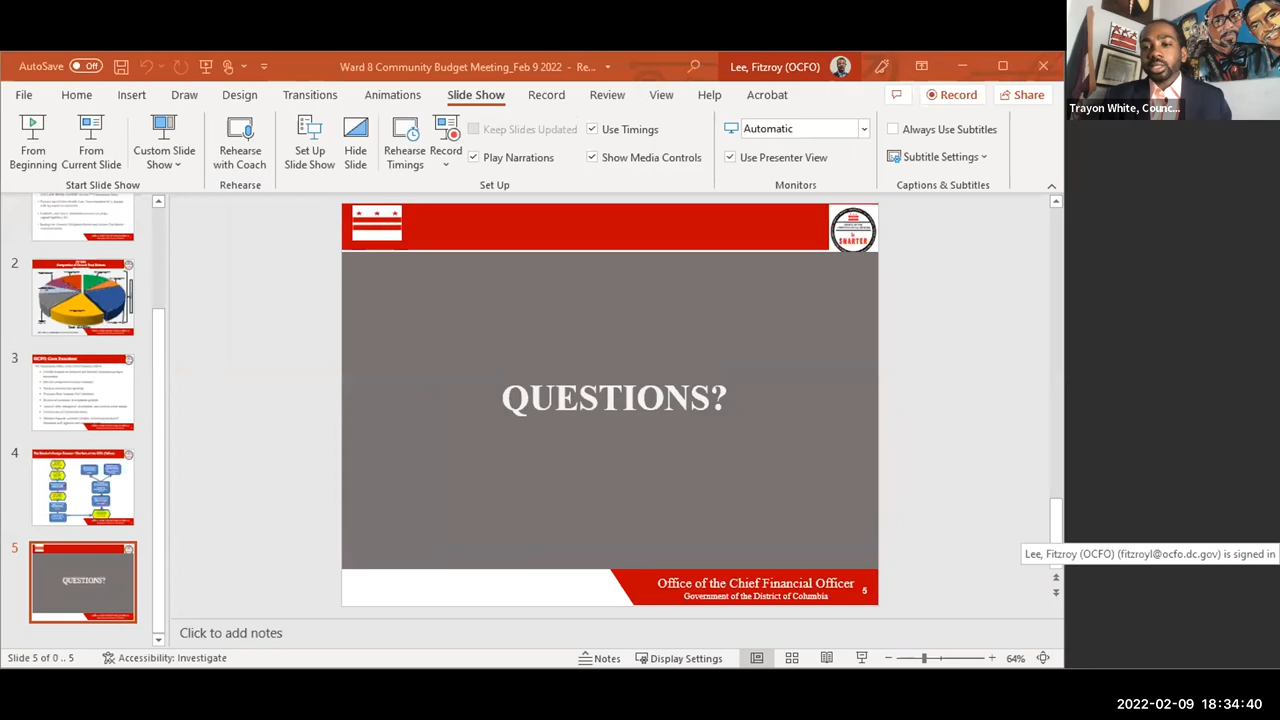 AutoSave Off
Ward 8 Community Budget Meeting_Feb 9 2022 - Re...
Lee, Fitzroy (OCFO)
Trayon White, Counc...
File Home Insert Draw Design Transitions Animations Slide Show Record Review View Help Acrobat Record Share
From Beginning
From Current Slide
Custom Slide Show
Rehearse with Coach
Set Up Slide Show
Hide Slide
Rehearse Timings
Record
Keep Slides Updated
Use Timings
Play Narrations
Show Media Controls
Automatic
Use Presenter View
Always Use Subtitles
Subtitle Settings
Start Slide Show
Rehearse
Set Up
Monitors
Captions & Subtitles
2
3
4
5
QUESTIONS?
SMARTER
QUESTIONS?
Office of the Chief Financial Officer
Government of the District of Columbia
5
Lee, Fitzroy (OCFO) (fitzroyl@ocfo.dc.gov) is signed in
Click to add notes
Slide 5 of 0 .. 5 Accessibility: Investigate Notes Display Settings 64%
2022-02-09 18:34:40